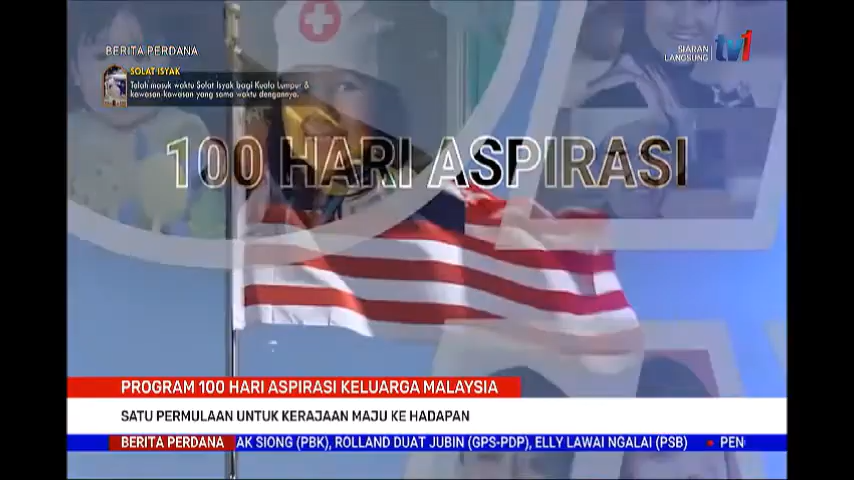 BERITA PERDANA
SOLAT ISYAK
Telah masuk waktu Solat Isyak bagi Kuala Lumpur &
kawasan-kawasan yang sama waktu dengannya.
SIARAN
LANGSUNG
tv1
100 HARI ASPIRASI
PROGRAM 100 HARI ASPIRASI KELUARGA MALAYSIA
SATU PERMULAAN UNTUK KERAJAAN MAJU KE HADAPAN
BERITA PERDANA AK SIONG (PBK), ROLLAND DUAT JUBIN (GPS-PDP), ELLY LAWAI NGALAI (PSB) • PEN